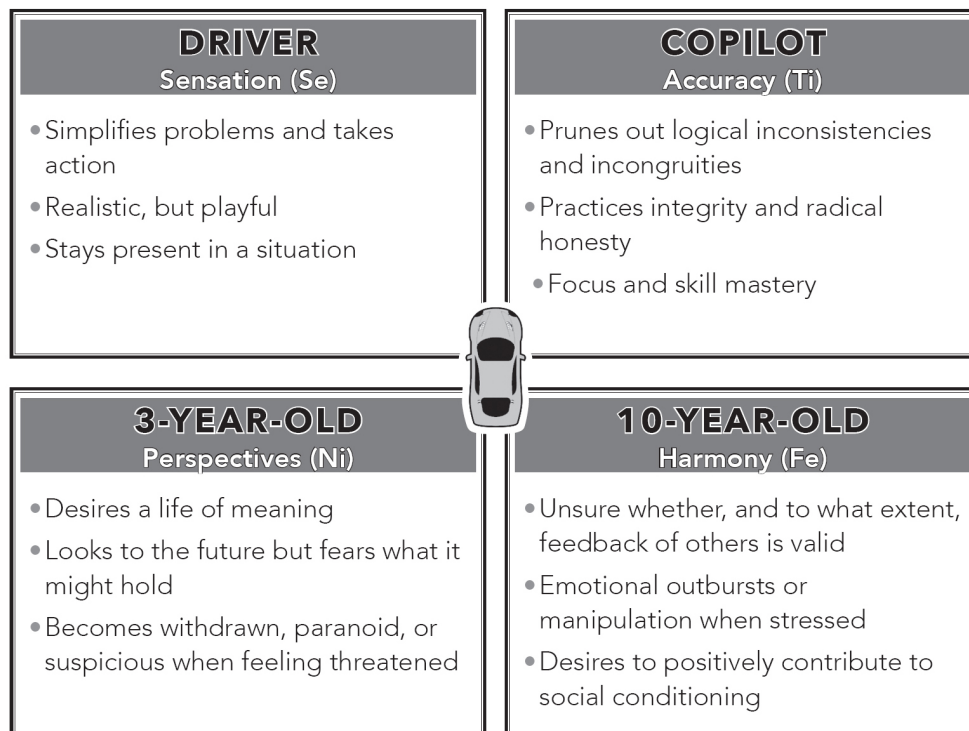 DRIVER
Sensation (Se)
•Simplifies problems and takes
action
•Realistic, but playful
•Stays present in a situation
COPILOT
Accuracy (Ti)
•Prunes out logical inconsistencies
and incongruities
•Practices integrity and radical
honesty
•Focus and skill mastery
3-YEAR-OLD
Perspectives (Ni)
•Desires a life of meaning
•Looks to the future but fears what it
might hold
•Becomes withdrawn, paranoid, or
suspicious when feeling threatened
10-YEAR-OLD
Harmony (Fe)
•Unsure whether, and to what extent,
feedback of others is valid
•Emotional outbursts or
manipulation when stressed
•Desires to positively contribute to
social conditioning